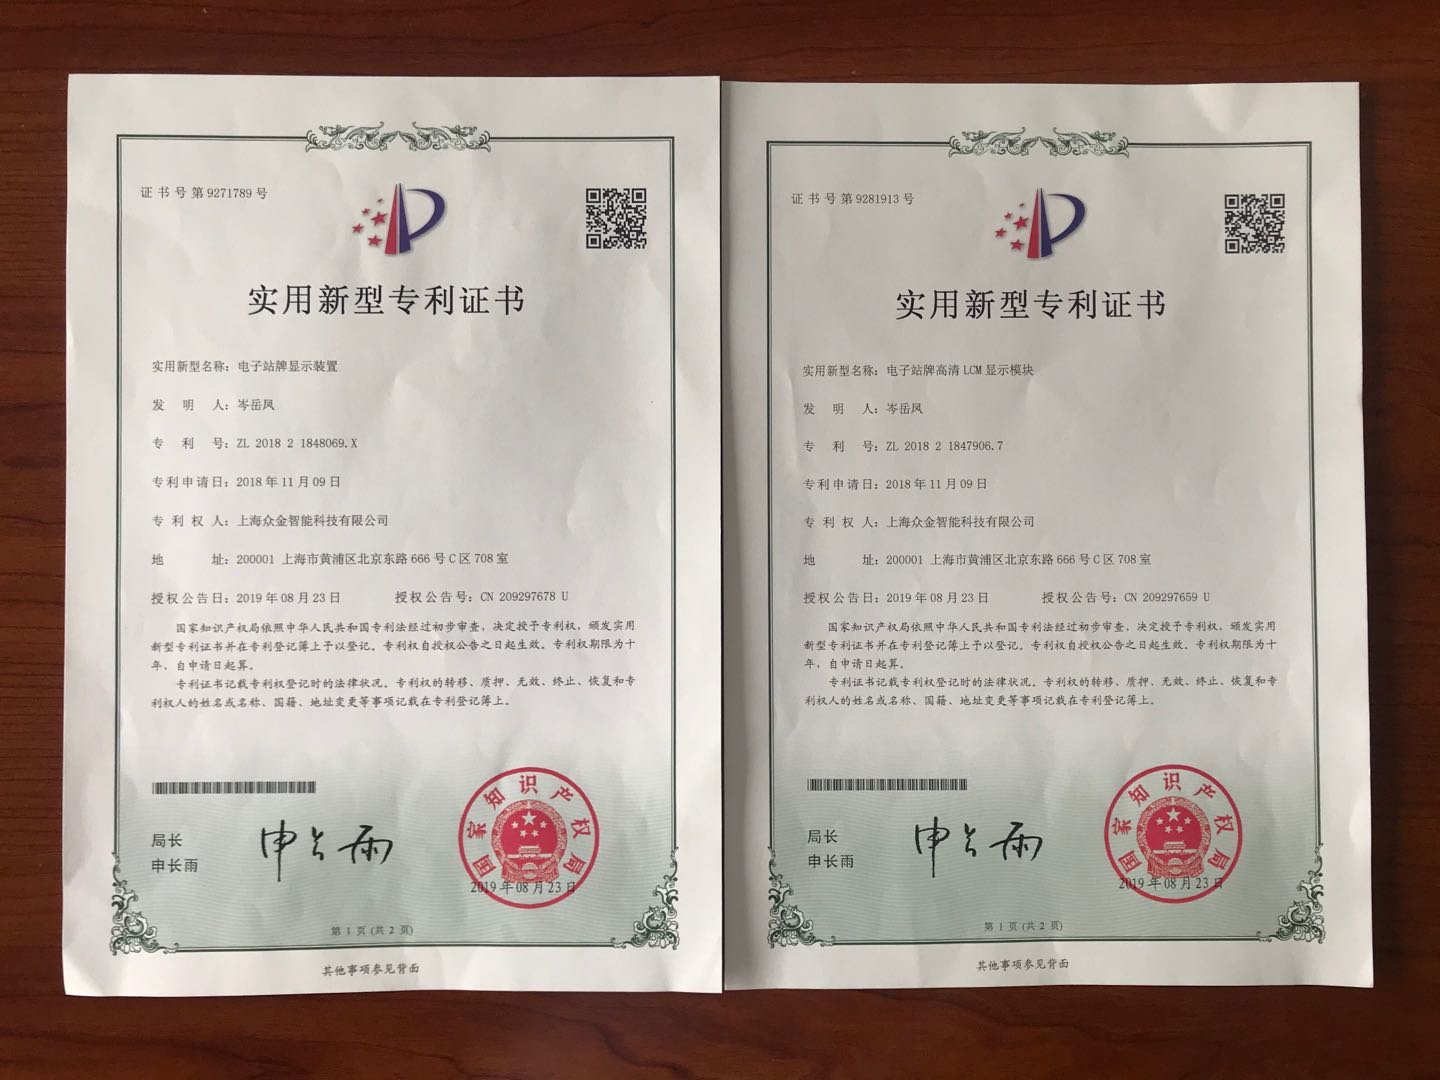 证书号第9271789号
实用新型专利证书
实用新型名称：电子站牌显示装置
发明人：岑岳凤
专利号：ZL 2018 2 1848069.X
专利申请日：2018年11月09日
专利权人：上海众金智能科技有限公司
地址：200001 上海市黄浦区北京东路666号C区708室
授权公告日：2019年08月23日 授权公告号：CN 209297678 U
国家知识产权局依照中华人民共和国专利法经过初步审查，决定授予专利权，颁发实用
新型专利证书并在专利登记簿上予以登记。专利权自授权公告之日起生效。专利权期限为十
年，自申请日起算。
专利证书记载专利权登记时的法律状况。专利权的转移、质押、无效、终止、恢复和专
利权人的姓名或名称、国籍、地址变更等事项记载在专利登记簿上。
局长
申长雨
申长雨
国家知识产权局
2019年08月23日
第1页(共2页)
其他事项参见背面
证书号第9281913号
实用新型专利证书
实用新型名称：电子站牌高清LCM显示模块
发明人：岑岳凤
专利号：ZL 2018 2 1847906.7
专利申请日：2018年11月09日
专利权人：上海众金智能科技有限公司
地址：200001 上海市黄浦区北京东路666号C区708室
授权公告日：2019年08月23日 授权公告号：CN 209297659 U
国家知识产权局依照中华人民共和国专利法经过初步审查，决定授予专利权，颁发实用
新型专利证书并在专利登记簿上予以登记。专利权自授权公告之日起生效。专利权期限为十
年，自申请日起算。
专利证书记载专利权登记时的法律状况。专利权的转移、质押、无效、终止、恢复和专
利权人的姓名或名称、国籍、地址变更等事项记载在专利登记簿上。
局长
申长雨
申长雨
国家知识产权局
2019年08月23日
第1页(共2页)
其他事项参见背面